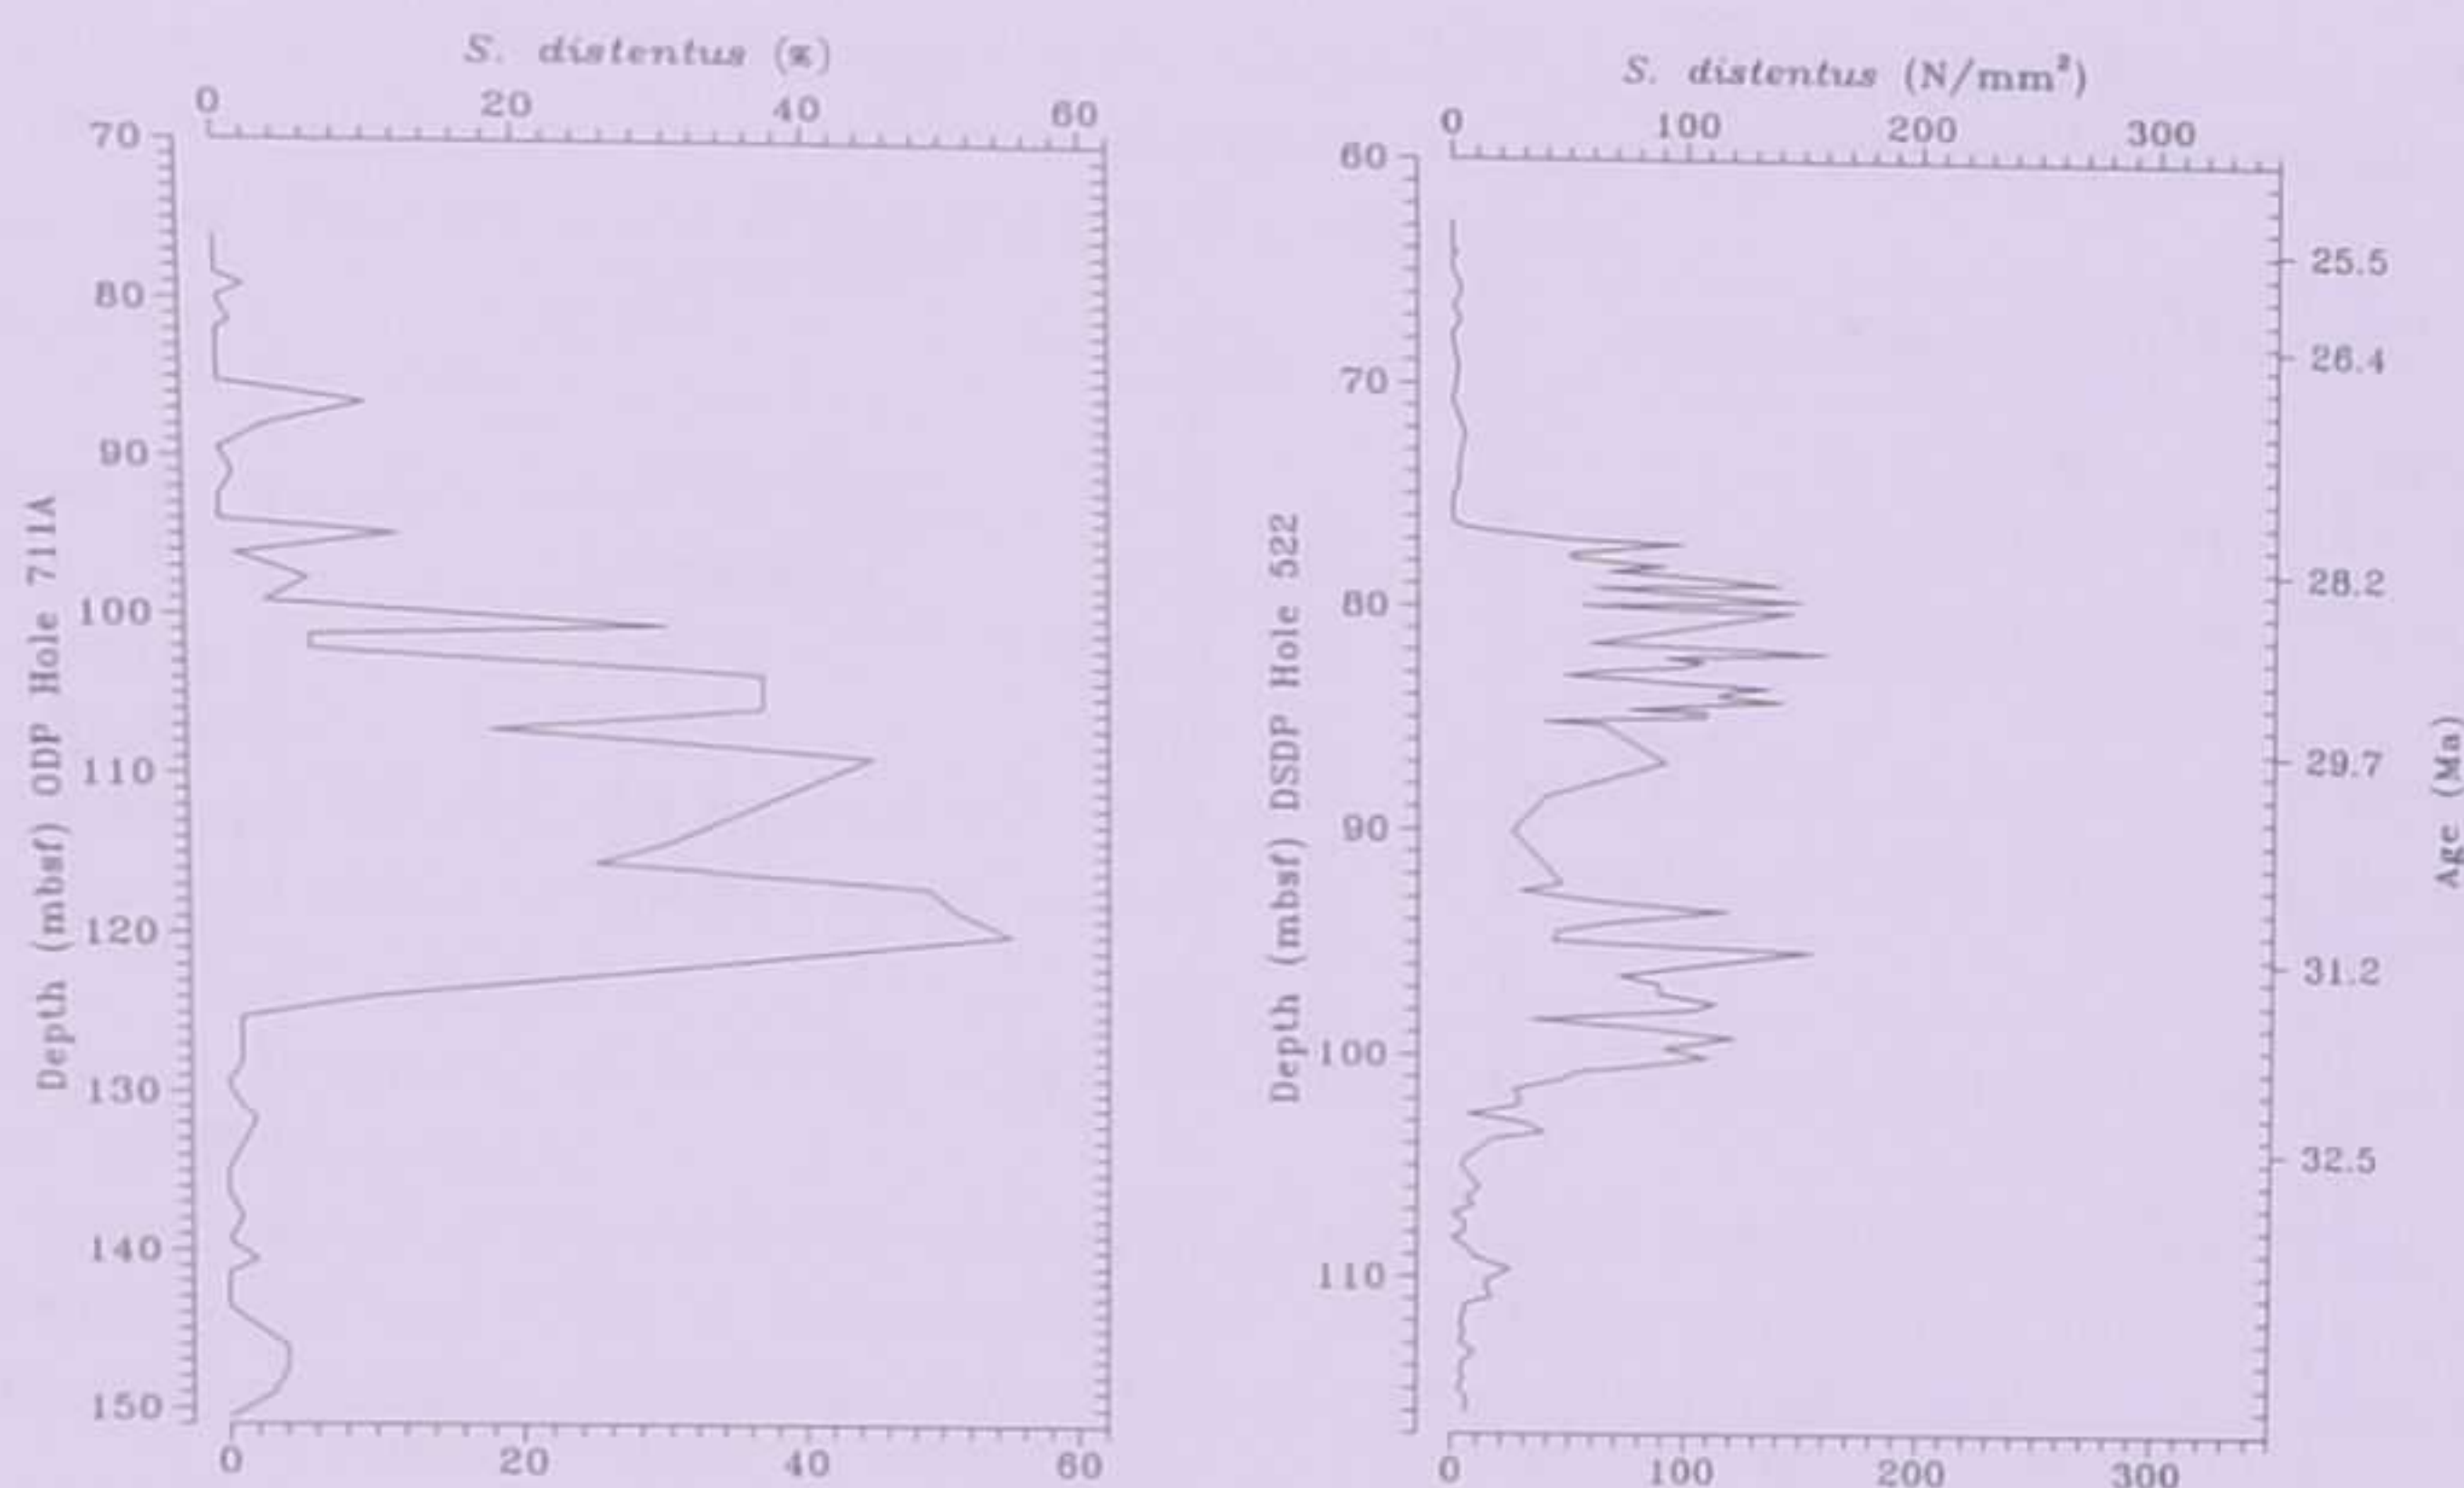 S. distentus (%)
0 20 40 60
70
80
90
100
110
120
130
140
150
Depth (mbsf) ODP Hole 711A
0 20 40 60
S. distentus (N/mm²)
0 100 200 300
60
70
80
90
100
110
Depth (mbsf) DSDP Hole 522
25.5
26.4
28.2
29.7
31.2
32.5
Age (Ma)
0 100 200 300